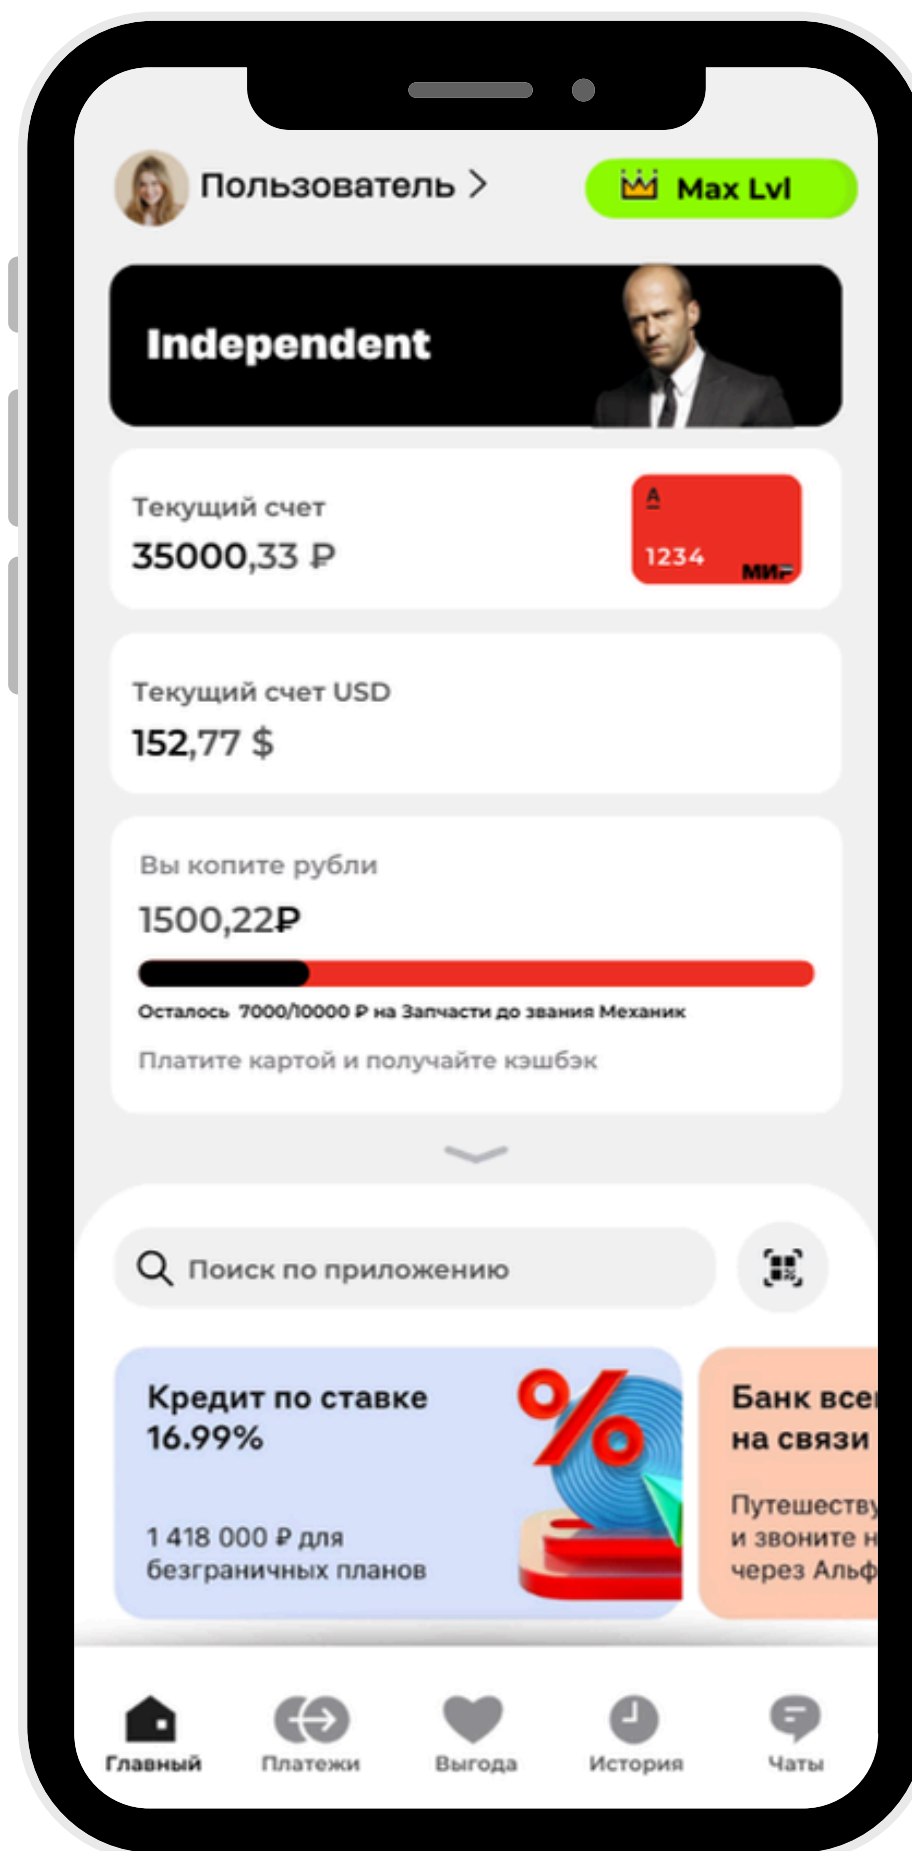 Пользователь >
Max Lvl
Independent
Текущий счет
35000,33 ₽
А
1234
МИР
Текущий счет USD
152,77 $
Вы копите рубли
1500,22₽
Осталось 7000/10000 ₽ на Запчасти до звания Механик
Платите картой и получайте кэшбэк
Поиск по приложению
Кредит по ставке
16.99%
1 418 000 ₽ для
безграничных планов
Банк все
на связи
Путешеству
и звоните н
через Альф
Главный
Платежи
Выгода
История
Чаты